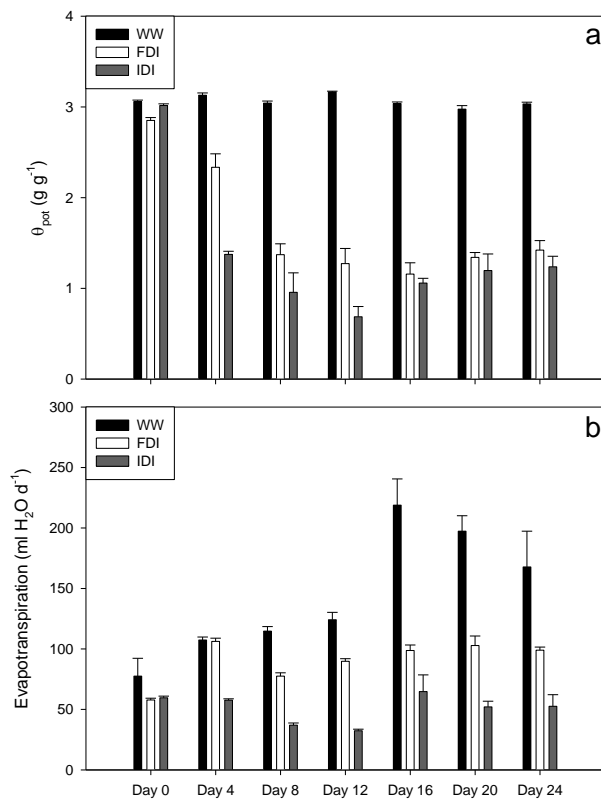 a
WW
FDI
IDI
4
3
2
1
0
θpot (g g-1)
b
WW
FDI
IDI
300
250
200
150
100
50
0
Evapotranspiration (ml H2O d-1)
Day 0 Day 4 Day 8 Day 12 Day 16 Day 20 Day 24